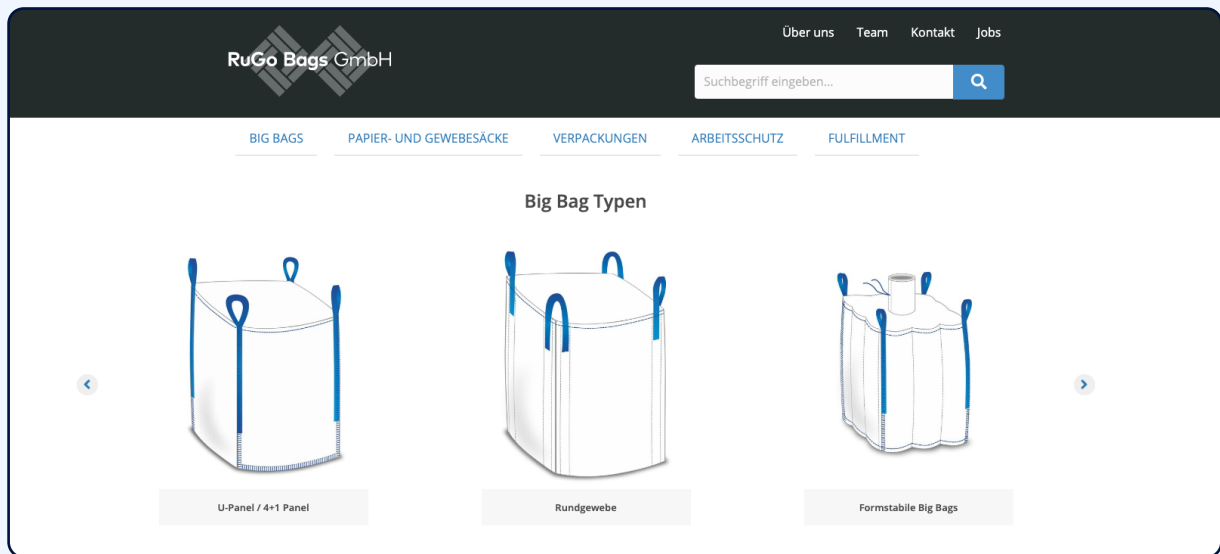 Über uns Team Kontakt Jobs
RuGo Bags GmbH
Suchbegriff eingeben...
BIG BAGS PAPIER- UND GEWEBESÄCKE VERPACKUNGEN ARBEITSSCHUTZ FULFILLMENT
Big Bag Typen
U-Panel / 4+1 Panel Rundgewebe Formstabile Big Bags